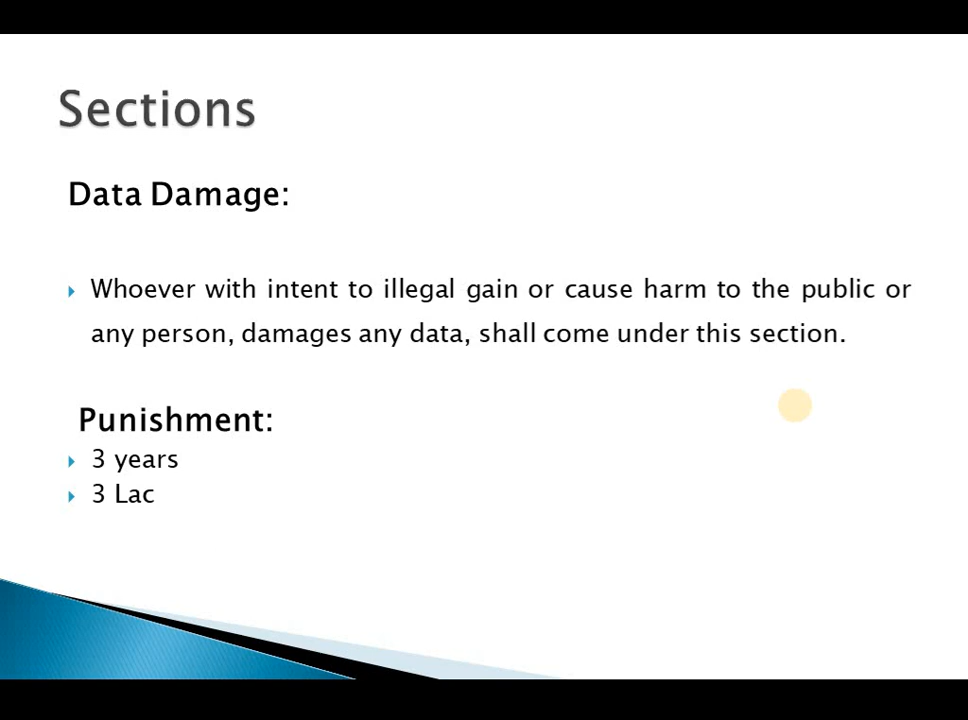 Sections
Data Damage:
Whoever with intent to illegal gain or cause harm to the public or
any person, damages any data, shall come under this section.
Punishment:
3 years
3 Lac